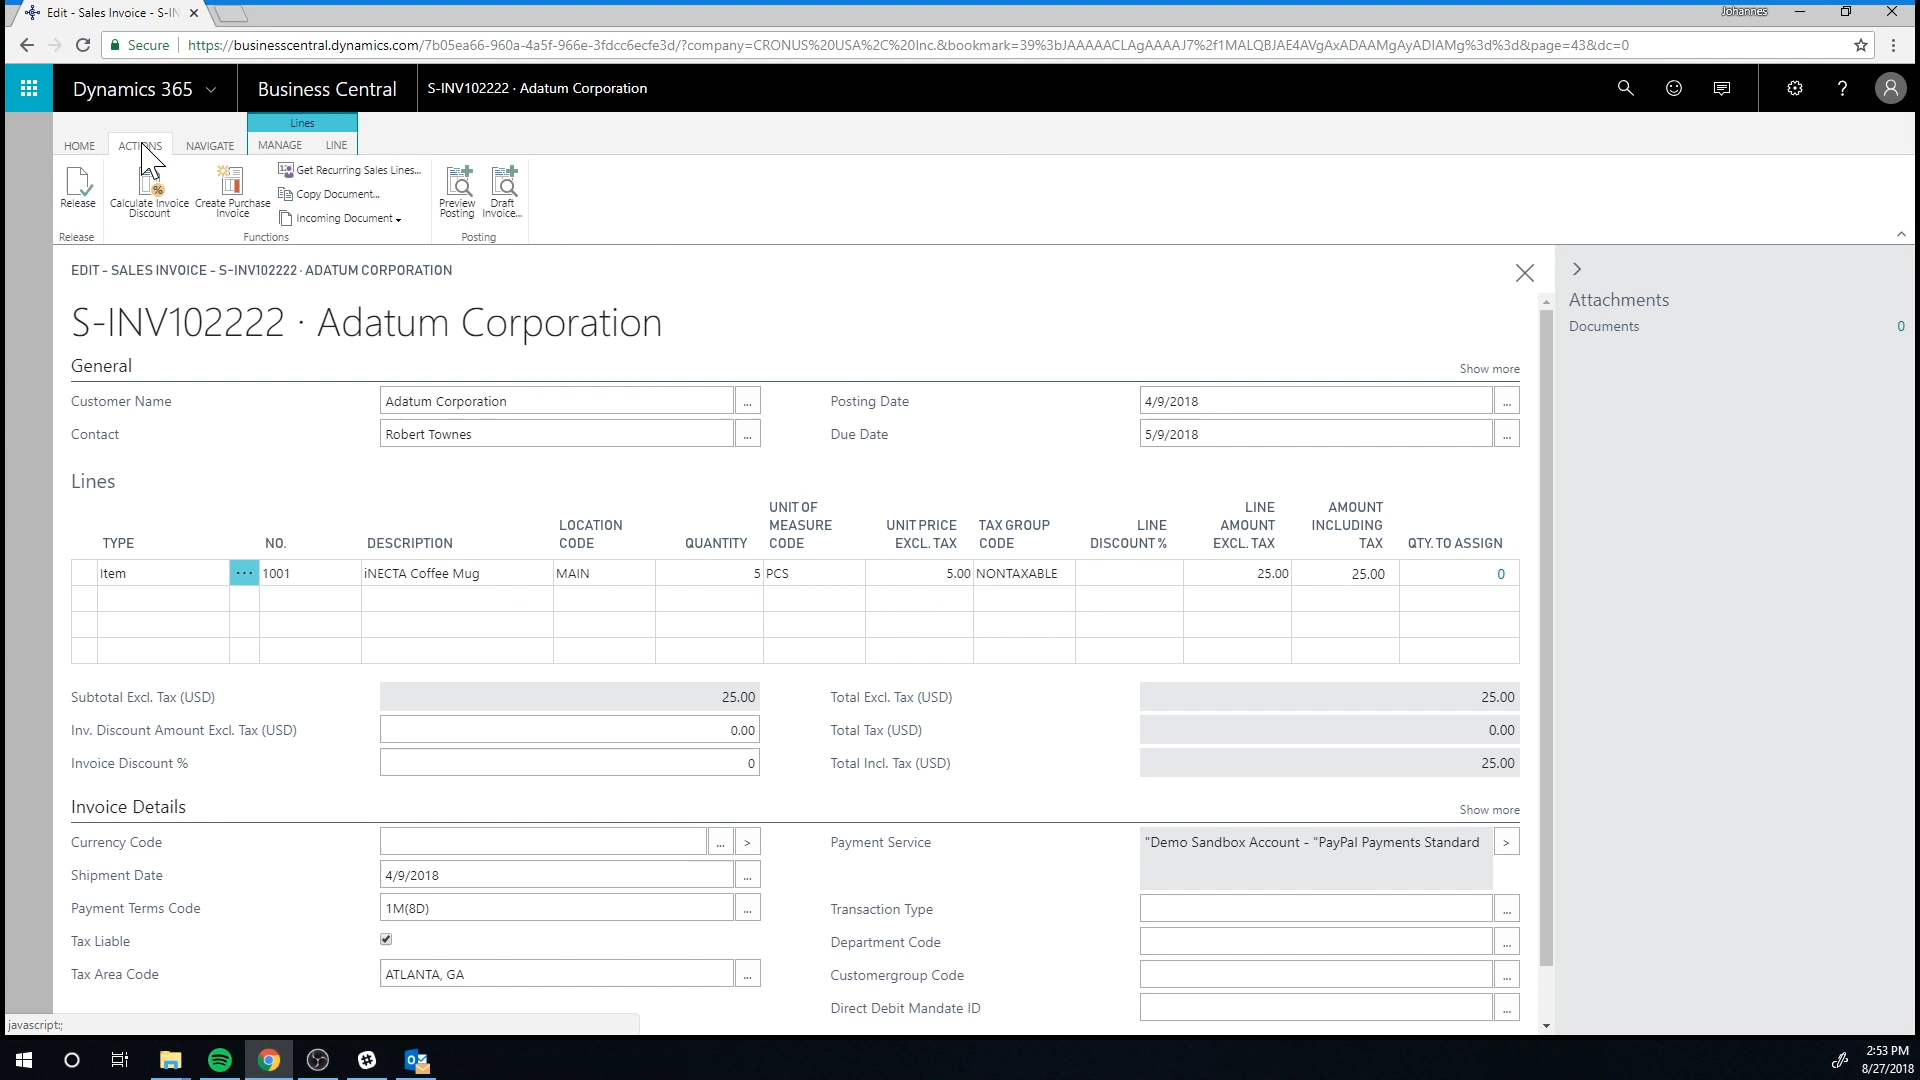 Edit - Sales Invoice - S-IN
Johannes
Secure
https://businesscentral.dynamics.com/7b05ea66-960a-4a5f-966e-3fdcc6ecfe3d/?company=CRONUS%20USA%2C%20Inc.&bookmark=39%3bJAAAAACLAgAAAAJ7%2f1MALQBJAE4AVgAxADAAMgAyADIAMg%3d%3d&page=43&dc=0
Dynamics 365
Business Central
S-INV102222 · Adatum Corporation
?
Lines
HOME ACTIONS NAVIGATE MANAGE LINE
Release
Calculate Invoice
Discount
Create Purchase
Invoice
Get Recurring Sales Lines...
Copy Document...
Incoming Document
Preview
Posting
Draft
Invoice...
Release Functions Posting
EDIT - SALES INVOICE - S-INV102222 · ADATUM CORPORATION
S-INV102222 · Adatum Corporation
General Show more
Customer Name Adatum Corporation ... Posting Date 4/9/2018 ...
Contact Robert Townes ... Due Date 5/9/2018 ...
Attachments
Documents 0
Lines
TYPE
NO.
DESCRIPTION
LOCATION
CODE
QUANTITY
UNIT OF
MEASURE
CODE
UNIT PRICE
EXCL. TAX
TAX GROUP
CODE
LINE
DISCOUNT %
LINE
AMOUNT
EXCL. TAX
AMOUNT
INCLUDING
TAX
QTY. TO ASSIGN
Item ... 1001 iNECTA Coffee Mug MAIN 5 PCS 5.00 NONTAXABLE 25.00 25.00 0
Subtotal Excl. Tax (USD) 25.00 Total Excl. Tax (USD) 25.00
Inv. Discount Amount Excl. Tax (USD) 0.00 Total Tax (USD) 0.00
Invoice Discount % 0 Total Incl. Tax (USD) 25.00
Invoice Details Show more
Currency Code ... > Payment Service "Demo Sandbox Account - "PayPal Payments Standard >
Shipment Date 4/9/2018 ...
Payment Terms Code 1M(8D) ... Transaction Type ...
Tax Liable Department Code ...
Tax Area Code ATLANTA, GA ... Customergroup Code ...
Direct Debit Mandate ID ...
javascript:;
2:53 PM
8/27/2018